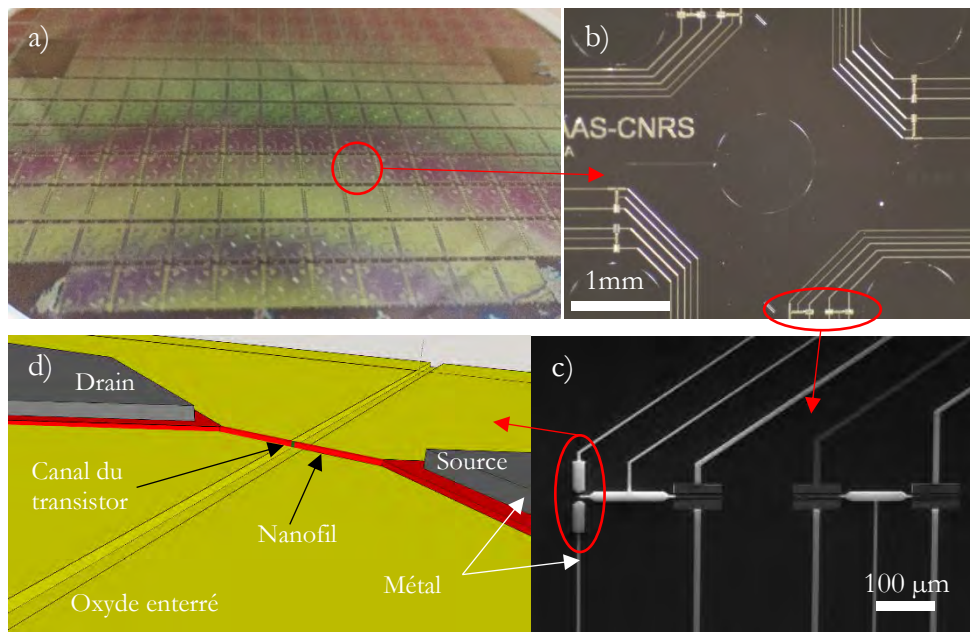 a)
b)
AAS-CNRS
A
1mm
d)
Drain
Canal du
transistor
Nanofil
Source
Métal
Oxyde enterré
c)
100 µm